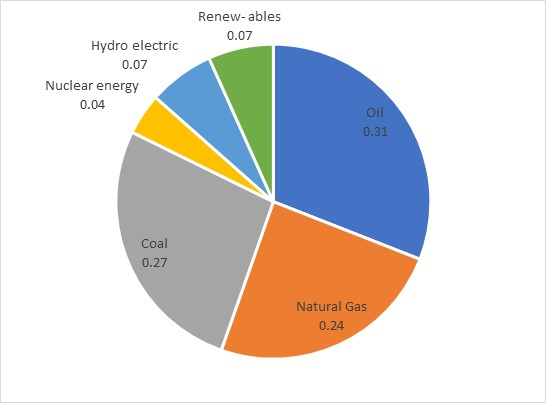 Renew- ables
0.07
Hydro electric
0.07
Nuclear energy
0.04
Oil
0.31
Coal
0.27
Natural Gas
0.24